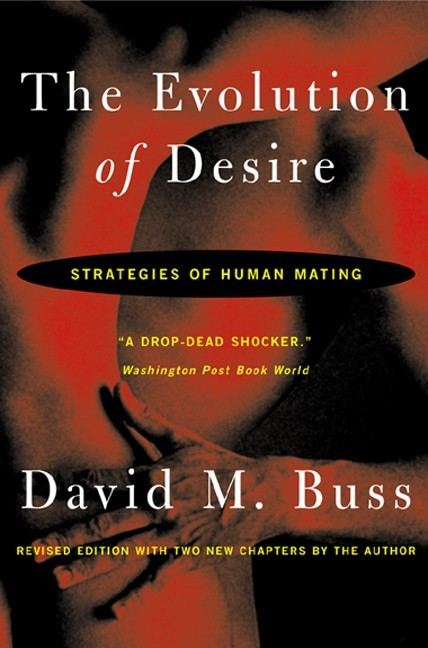 The Evolution
of Desire
STRATEGIES OF HUMAN MATING
"A DROP-DEAD SHOCKER."
Washington Post Book World
David M. Buss
REVISED EDITION WITH TWO NEW CHAPTERS BY THE AUTHOR